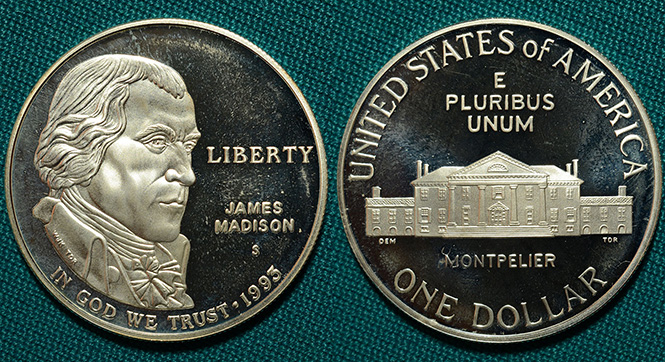 LIBERTY
JAMES
MADISON
S
IN GOD WE TRUST · 1993
UNITED STATES of AMERICA
E
PLURIBUS
UNUM
DEM
TOR
MONTPELIER
ONE DOLLAR